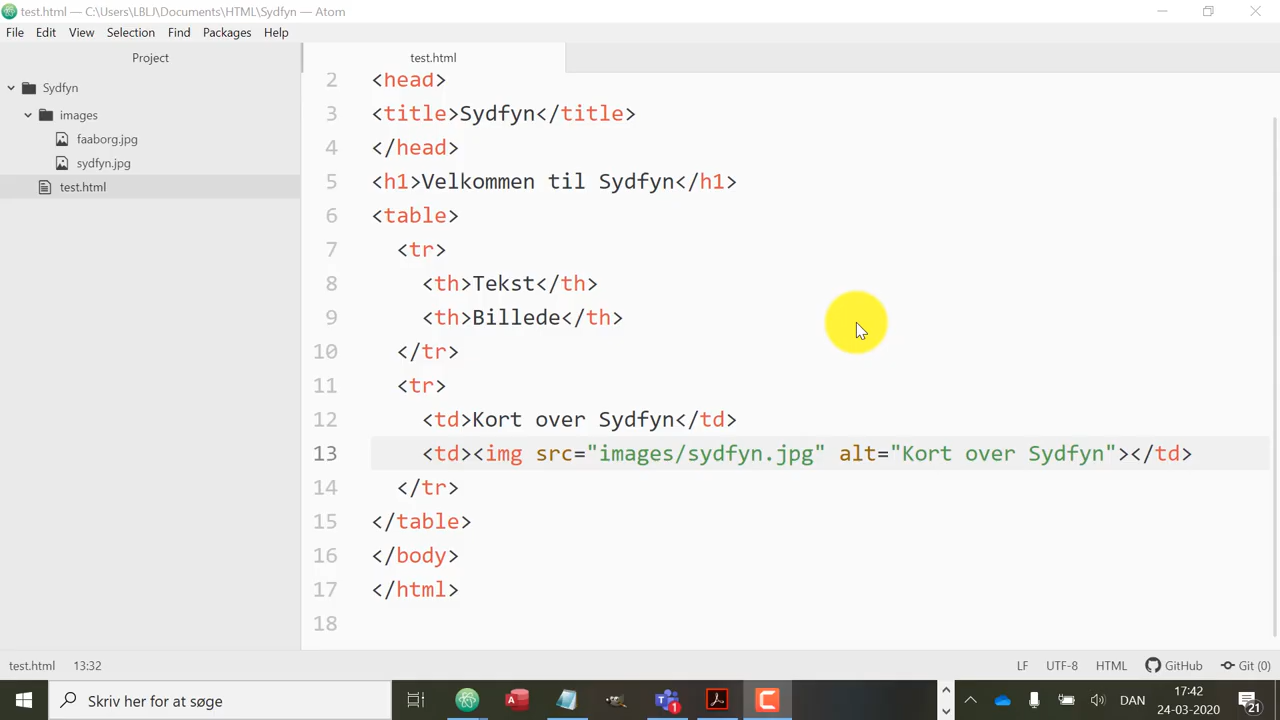 test.html — C:\Users\LBLJ\Documents\HTML\Sydfyn — Atom
File Edit View Selection Find Packages Help
Project
Sydfyn
images
faaborg.jpg
sydfyn.jpg
test.html
test.html
2 <head>
3 <title>Sydfyn</title>
4 </head>
5 <h1>Velkommen til Sydfyn</h1>
6 <table>
7 <tr>
8 <th>Tekst</th>
9 <th>Billede</th>
10 </tr>
11 <tr>
12 <td>Kort over Sydfyn</td>
13 <td><img src="images/sydfyn.jpg" alt="Kort over Sydfyn"></td>
14 </tr>
15 </table>
16 </body>
17 </html>
18
test.html 13:32 LF UTF-8 HTML GitHub Git (0)
Skriv her for at søge
1
DAN
17:42
24-03-2020
21